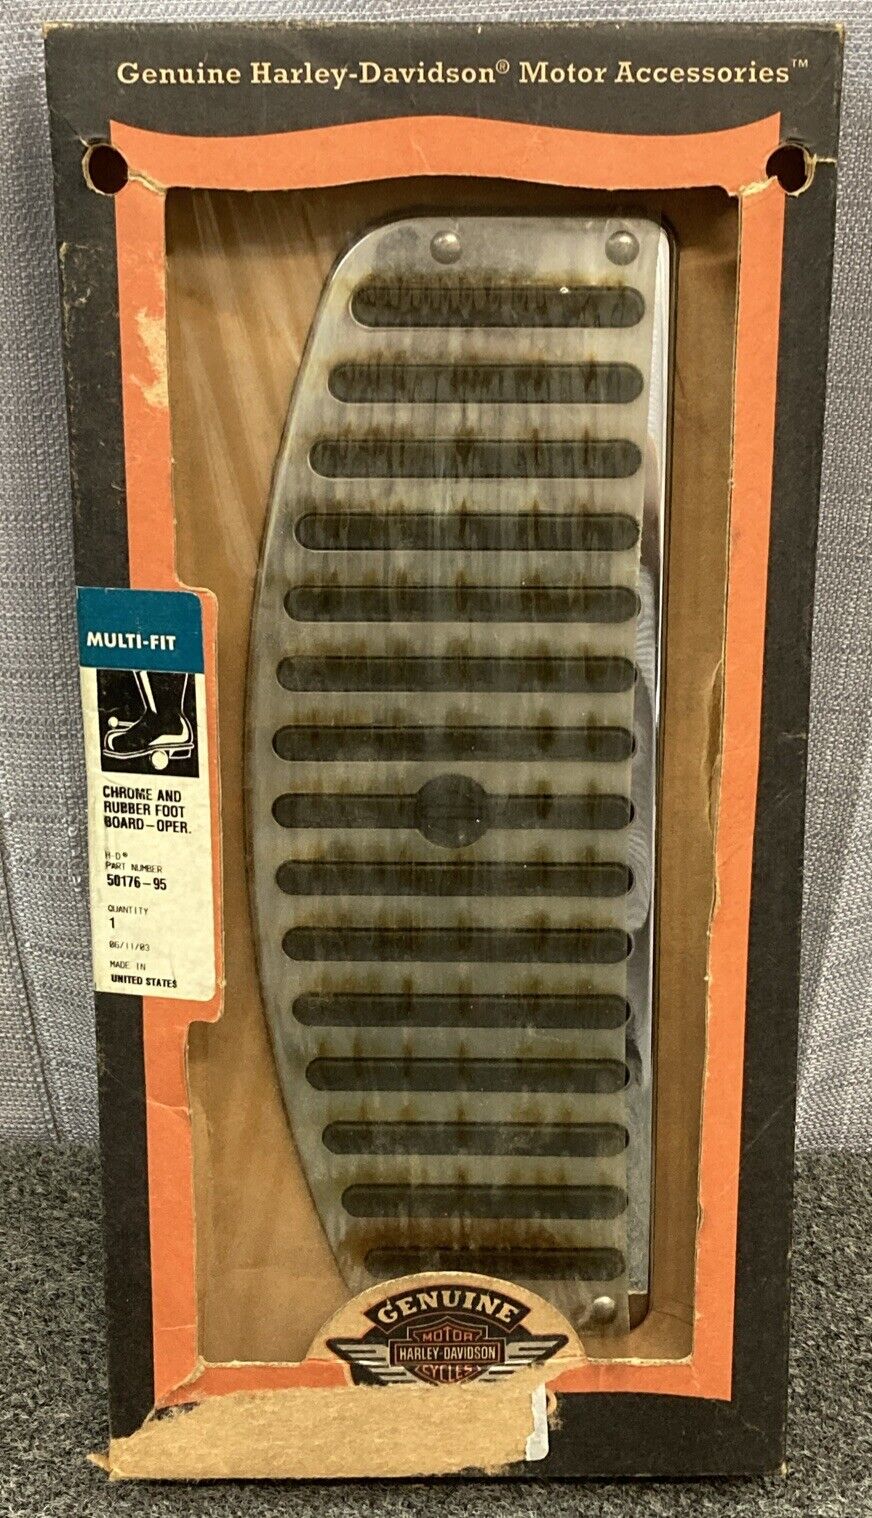 Genuine Harley-Davidson® Motor Accessories™
MULTI-FIT
CHROME AND
RUBBER FOOT
BOARD-OPER.
H-D®
PART NUMBER
50176-95
QUANTITY
1
06/11/03
MADE IN
UNITED STATES
GENUINE
MOTOR
HARLEY-DAVIDSON
CYCLES